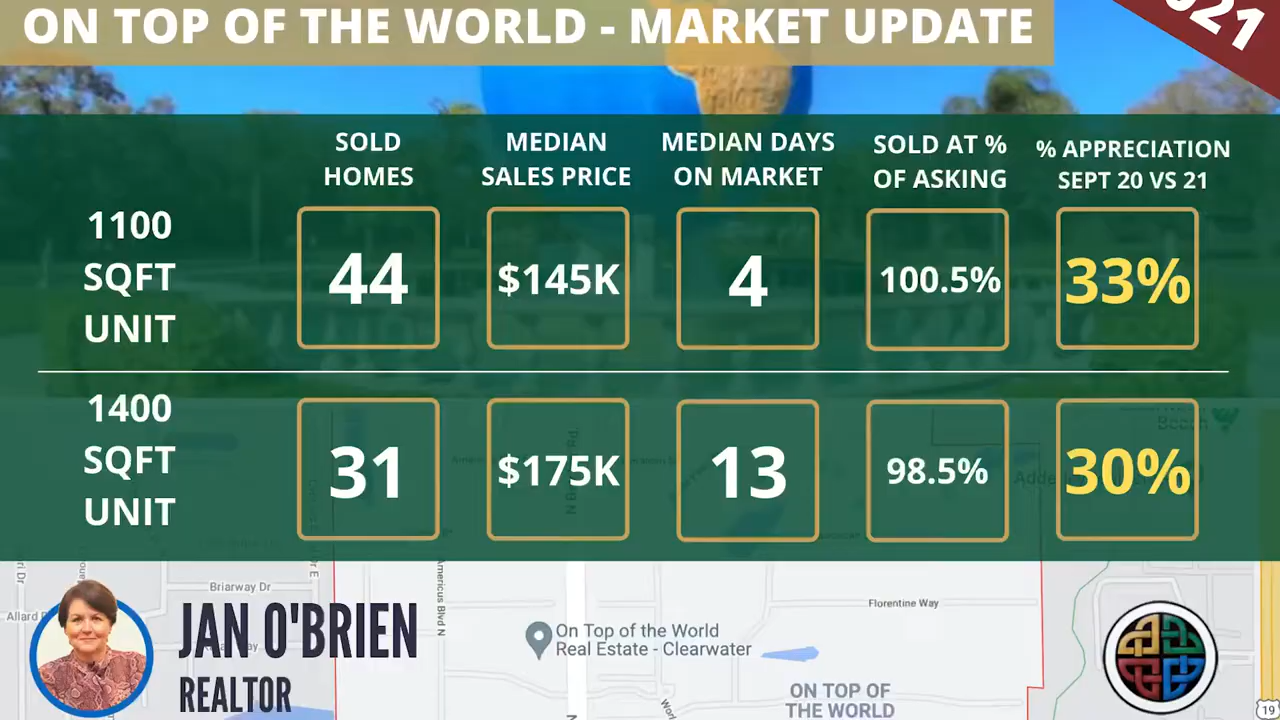 ON TOP OF THE WORLD - MARKET UPDATE
SOLD HOMES
MEDIAN SALES PRICE
MEDIAN DAYS ON MARKET
SOLD AT % OF ASKING
% APPRECIATION SEPT 20 VS 21
1100 SQFT UNIT
44
$145K
4
100.5%
33%
1400 SQFT UNIT
31
$175K
13
98.5%
30%
Briarway Dr
Americus Blvd N
Florentine Way
JAN O'BRIEN
REALTOR
On Top of the World
Real Estate - Clearwater
ON TOP OF
THE WORLD
19